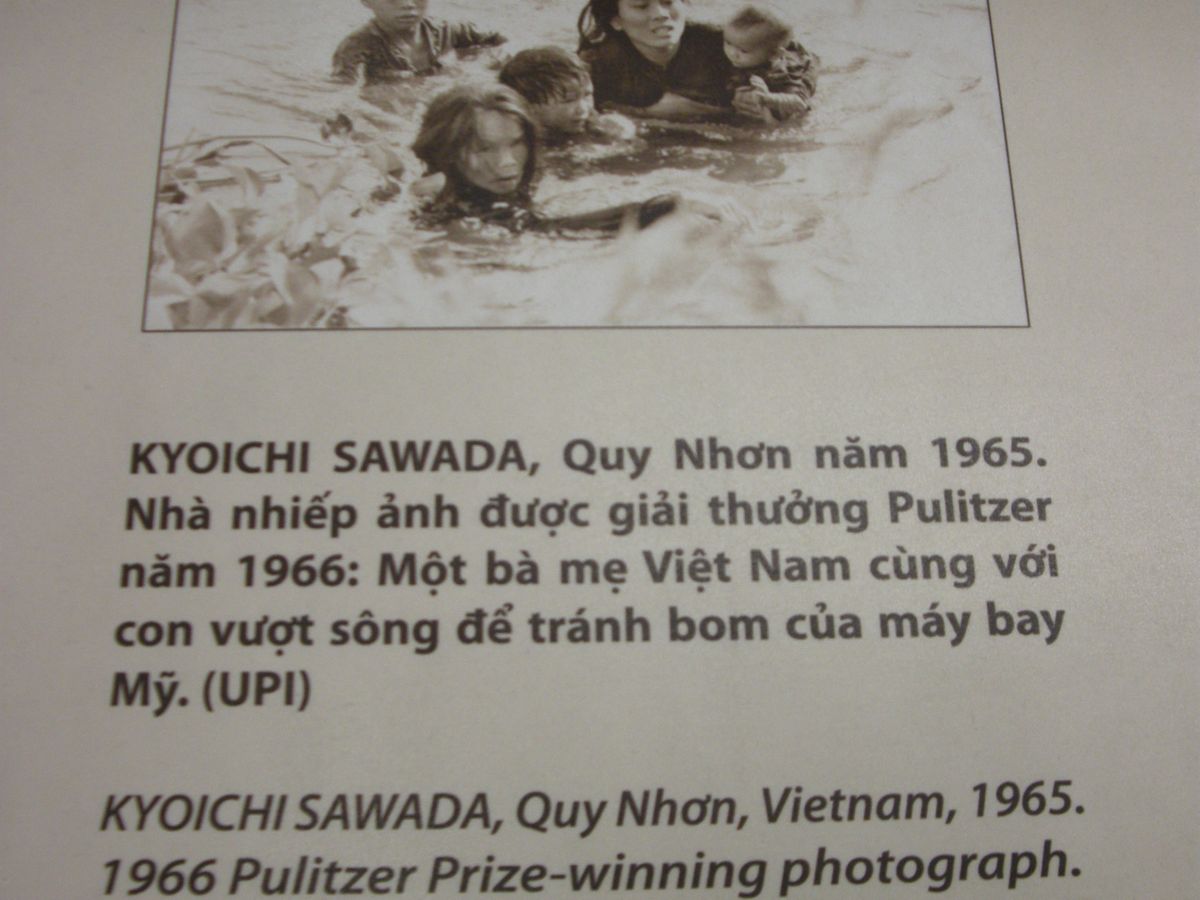 KYOICHI SAWADA, Quy Nhơn năm 1965.
Nhà nhiếp ảnh được giải thưởng Pulitzer
năm 1966: Một bà mẹ Việt Nam cùng với
con vượt sông để tránh bom của máy bay
Mỹ. (UPI)
KYOICHI SAWADA, Quy Nhơn, Vietnam, 1965.
1966 Pulitzer Prize-winning photograph.